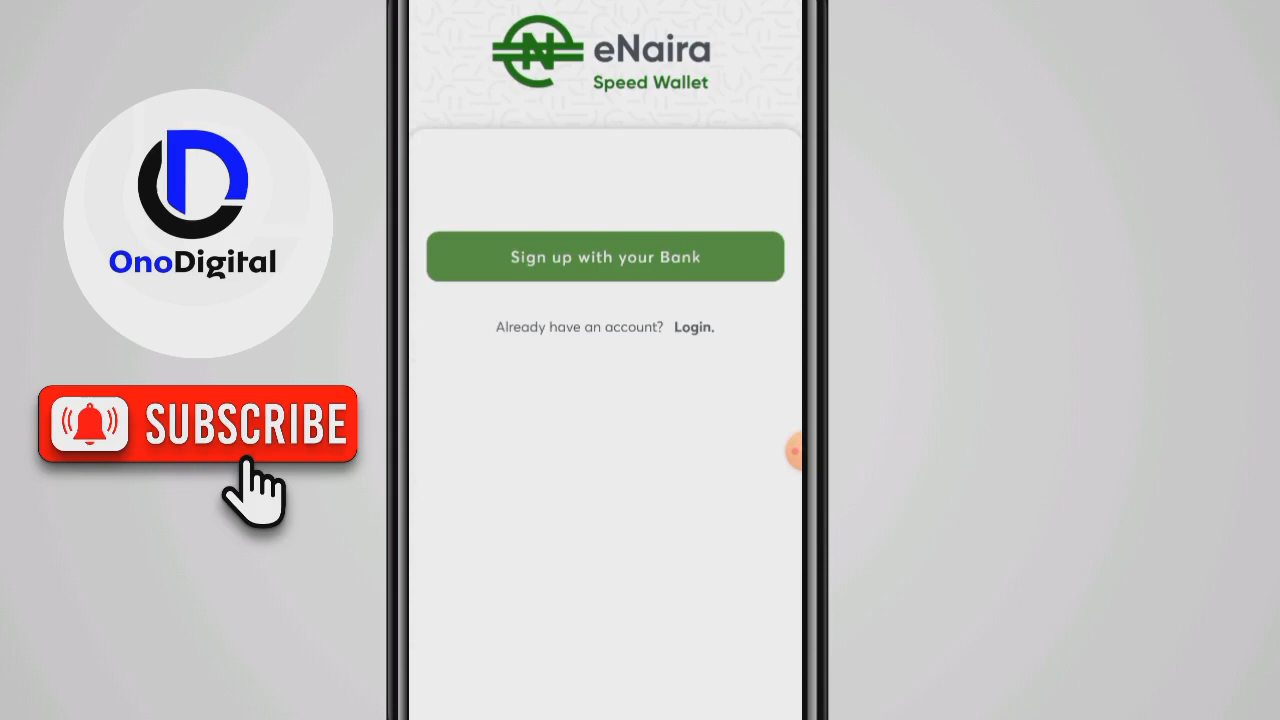 eNaira
Speed Wallet
OnoDigital
Sign up with your Bank
Already have an account? Login.
SUBSCRIBE